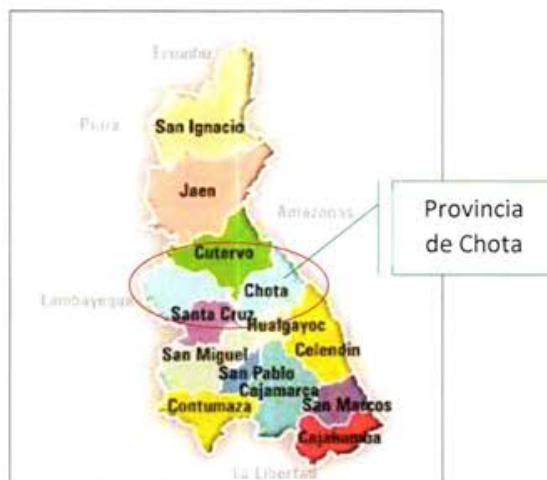 Ecuador
Piura
San Ignacio
Jaen
Amazonas
Provincia
de Chota
Cutervo
Chota
Lambayeque
Santa Cruz
Hualgayoc
Celendin
San Miguel
San Pablo
Cajamarca
San Marcos
Contumaza
Cajabamba
La Libertad